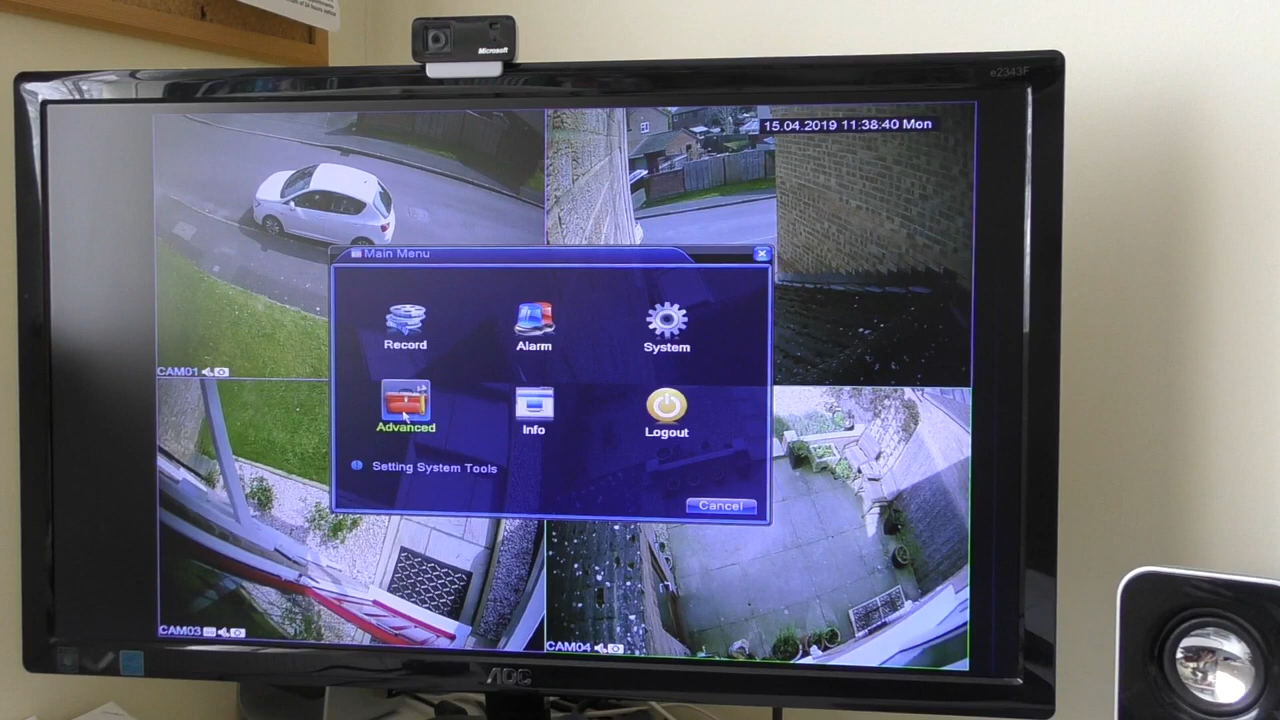 Microsoft
e2343F
15.04.2019 11:38:40 Mon
Main Menu
Record
Alarm
System
CAM01
Advanced
Info
Logout
Setting System Tools
Cancel
CAM03
CAM04
AOC